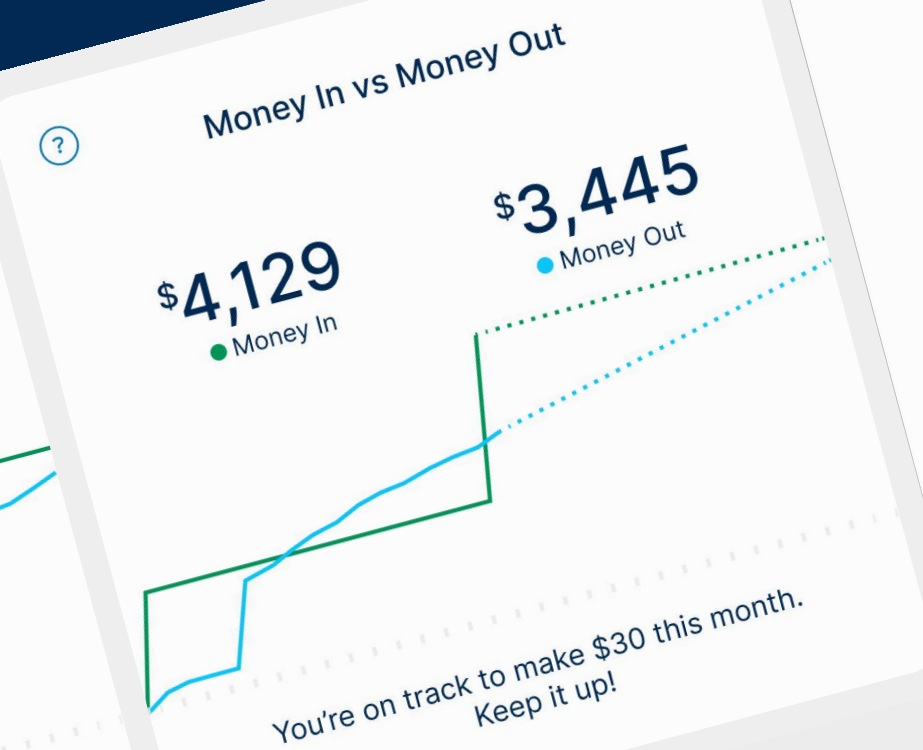 Money In vs Money Out
?
$4,129
Money In
$3,445
Money Out
You're on track to make $30 this month.
Keep it up!